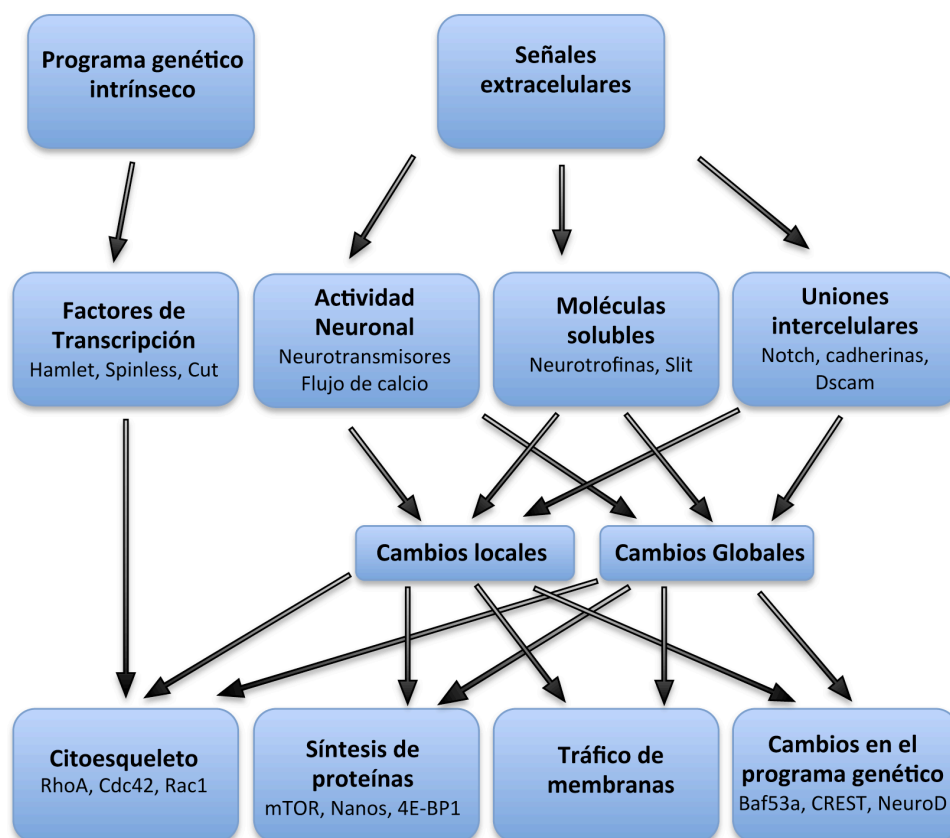 Programa genético
intrínseco
Señales
extracelulares
Factores de
Transcripción
Hamlet, Spinless, Cut
Actividad
Neuronal
Neurotransmisores
Flujo de calcio
Moléculas
solubles
Neurotrofinas, Slit
Uniones
intercelulares
Notch, cadherinas,
Dscam
Cambios locales
Cambios Globales
Citoesqueleto
RhoA, Cdc42, Rac1
Síntesis de
proteínas
mTOR, Nanos, 4E-BP1
Tráfico de
membranas
Cambios en el
programa genético
Baf53a, CREST, NeuroD